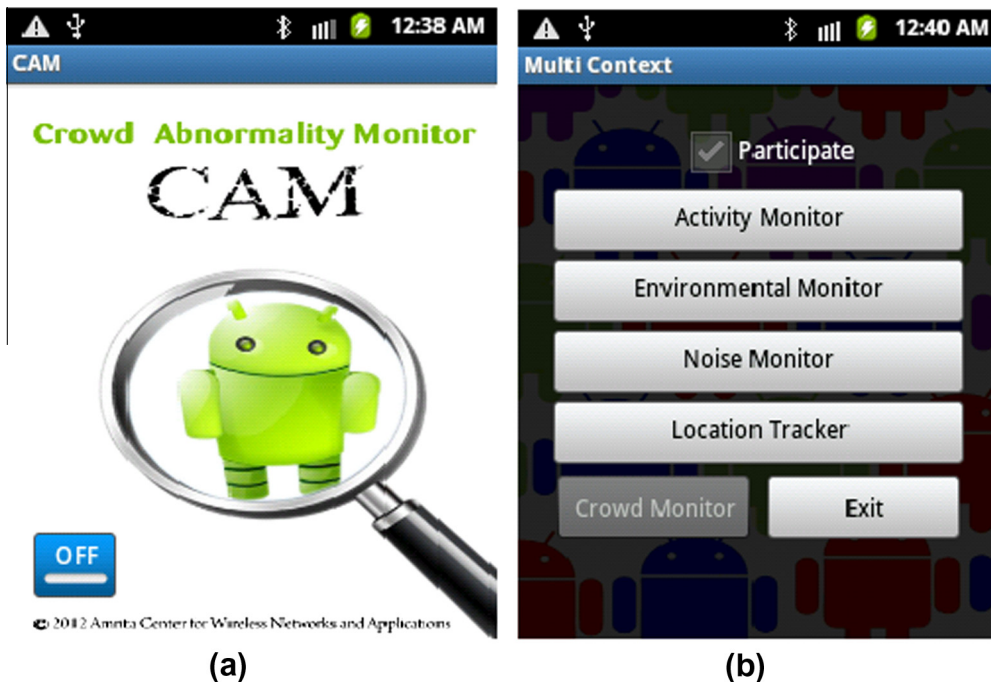 12:38 AM
CAM
Crowd Abnormality Monitor
CAM
OFF
© 2012 Amrita Center for Wireless Networks and Applications
(a)
12:40 AM
Multi Context
Participate
Activity Monitor
Environmental Monitor
Noise Monitor
Location Tracker
Crowd Monitor
Exit
(b)